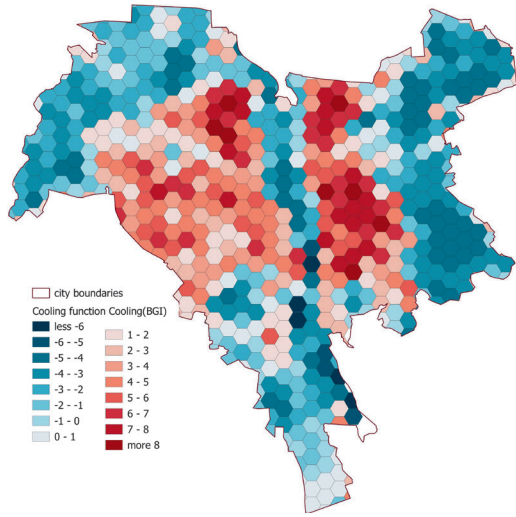 city boundaries
Cooling function Cooling(BGI)
less -6
-6 - -5
-5 - -4
-4 - -3
-3 - -2
-2 - -1
-1 - 0
0 - 1
1 - 2
2 - 3
3 - 4
4 - 5
5 - 6
6 - 7
7 - 8
more 8